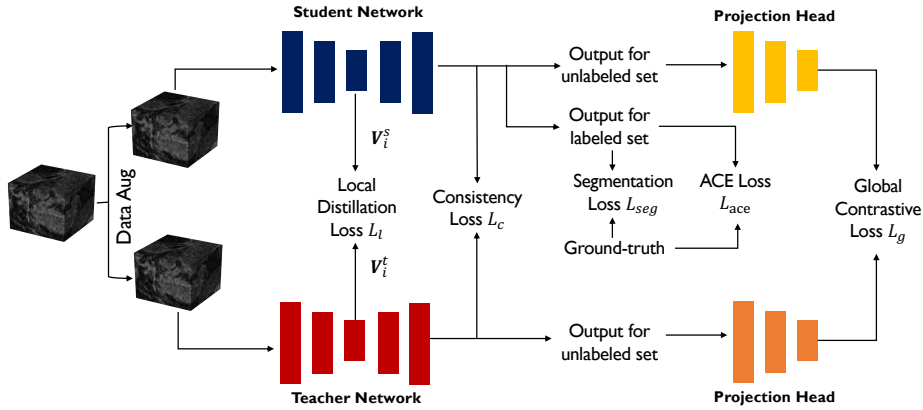 Student Network
Projection Head
Output for
unlabeled set
Output for
labeled set
Data Aug
V_i^s
Local
Distillation
Loss L_l
V_i^t
Consistency
Loss L_c
Segmentation
Loss L_seg
ACE Loss
L_ace
Ground-truth
Global
Contrastive
Loss L_g
Output for
unlabeled set
Teacher Network
Projection Head